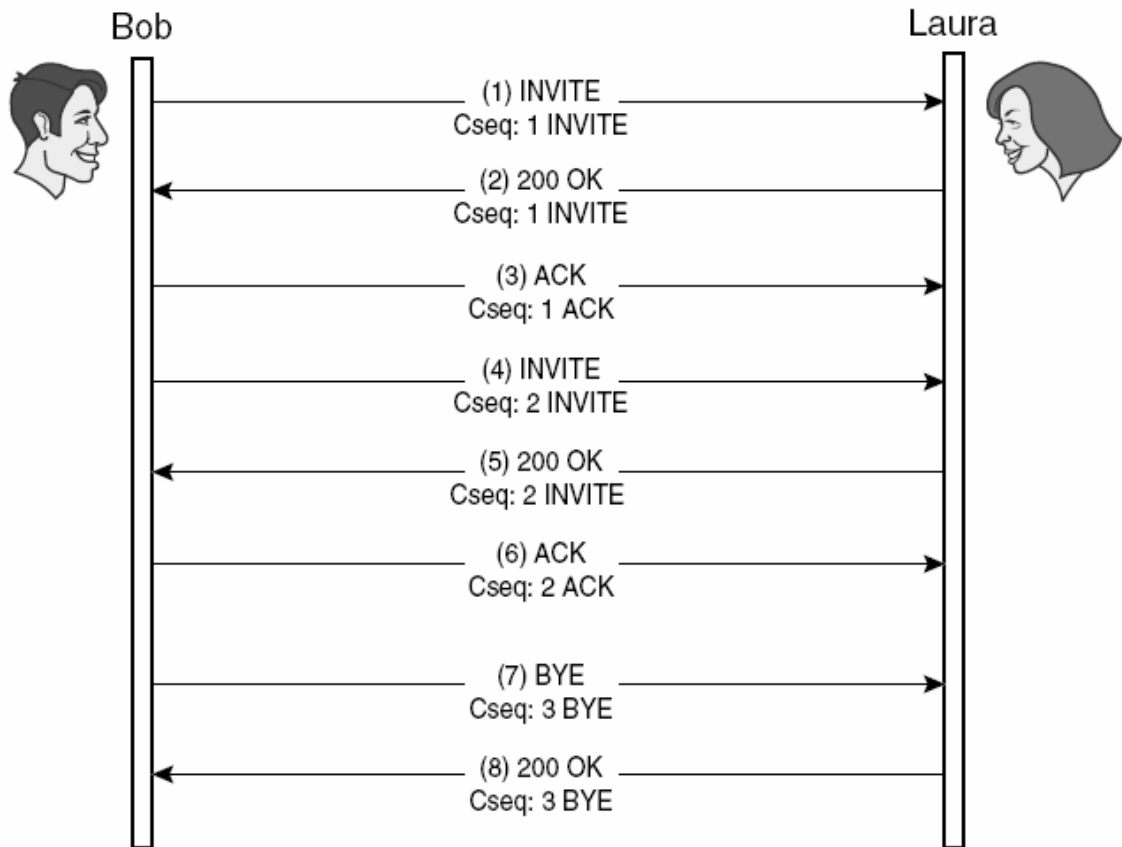 Bob
Laura
(1) INVITE
Cseq: 1 INVITE
(2) 200 OK
Cseq: 1 INVITE
(3) ACK
Cseq: 1 ACK
(4) INVITE
Cseq: 2 INVITE
(5) 200 OK
Cseq: 2 INVITE
(6) ACK
Cseq: 2 ACK
(7) BYE
Cseq: 3 BYE
(8) 200 OK
Cseq: 3 BYE